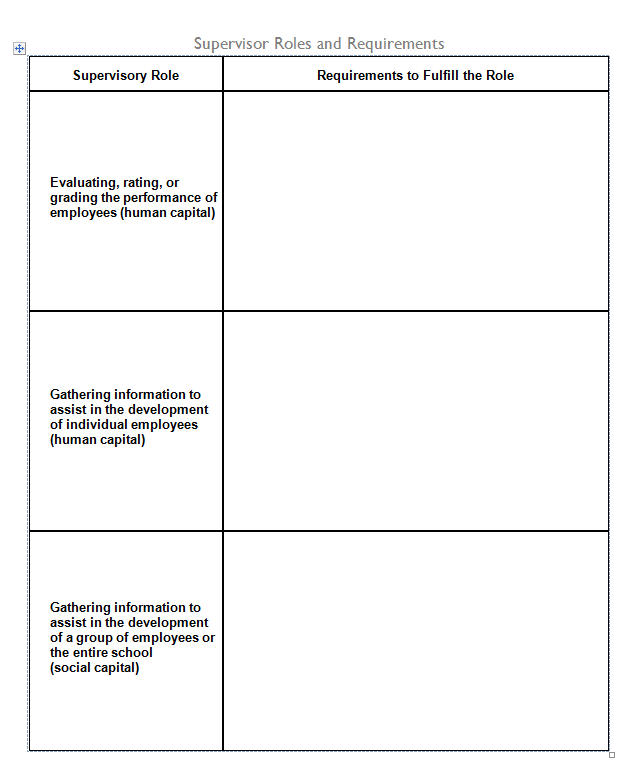 Supervisor Roles and Requirements
Supervisory Role
Requirements to Fulfill the Role
Evaluating, rating, or
grading the performance of
employees (human capital)
Gathering information to
assist in the development
of individual employees
(human capital)
Gathering information to
assist in the development
of a group of employees or
the entire school
(social capital)